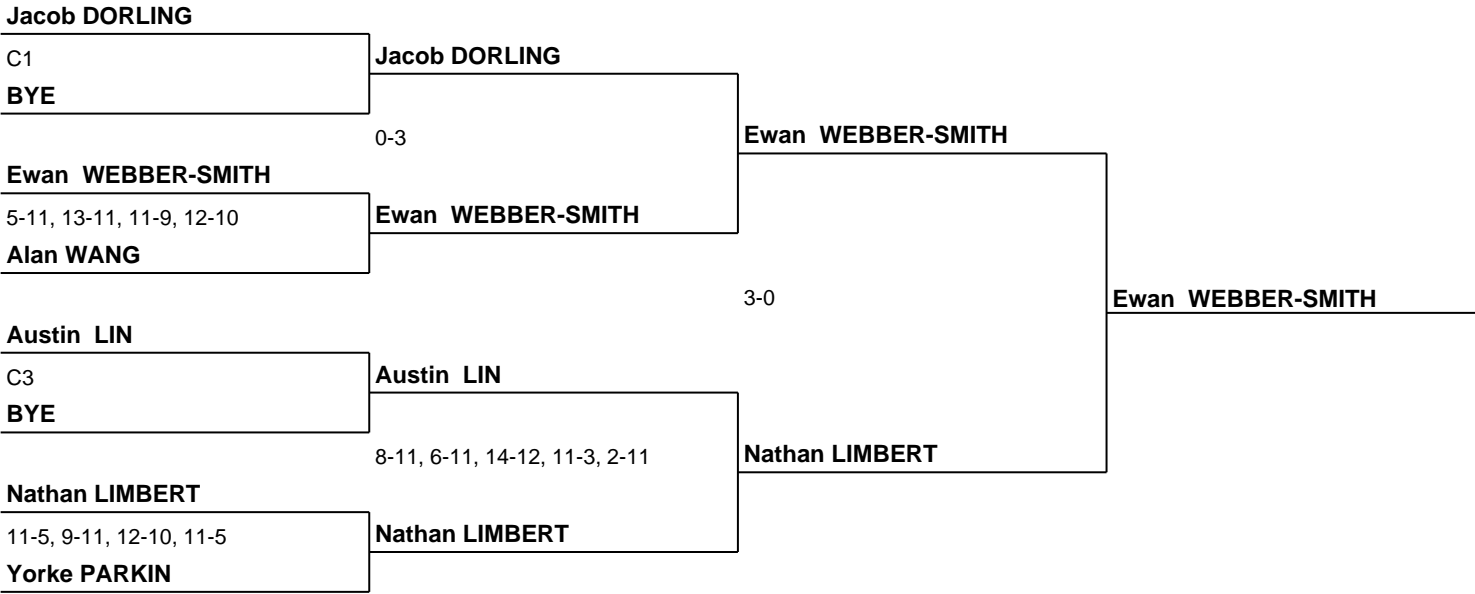 Jacob DORLING
C1
Jacob DORLING
BYE
0-3
Ewan  WEBBER-SMITH
Ewan  WEBBER-SMITH
5-11, 13-11, 11-9, 12-10
Ewan  WEBBER-SMITH
Alan WANG
3-0
Ewan  WEBBER-SMITH
Austin  LIN
C3
Austin  LIN
BYE
8-11, 6-11, 14-12, 11-3, 2-11
Nathan LIMBERT
Nathan LIMBERT
11-5, 9-11, 12-10, 11-5
Nathan LIMBERT
Yorke PARKIN